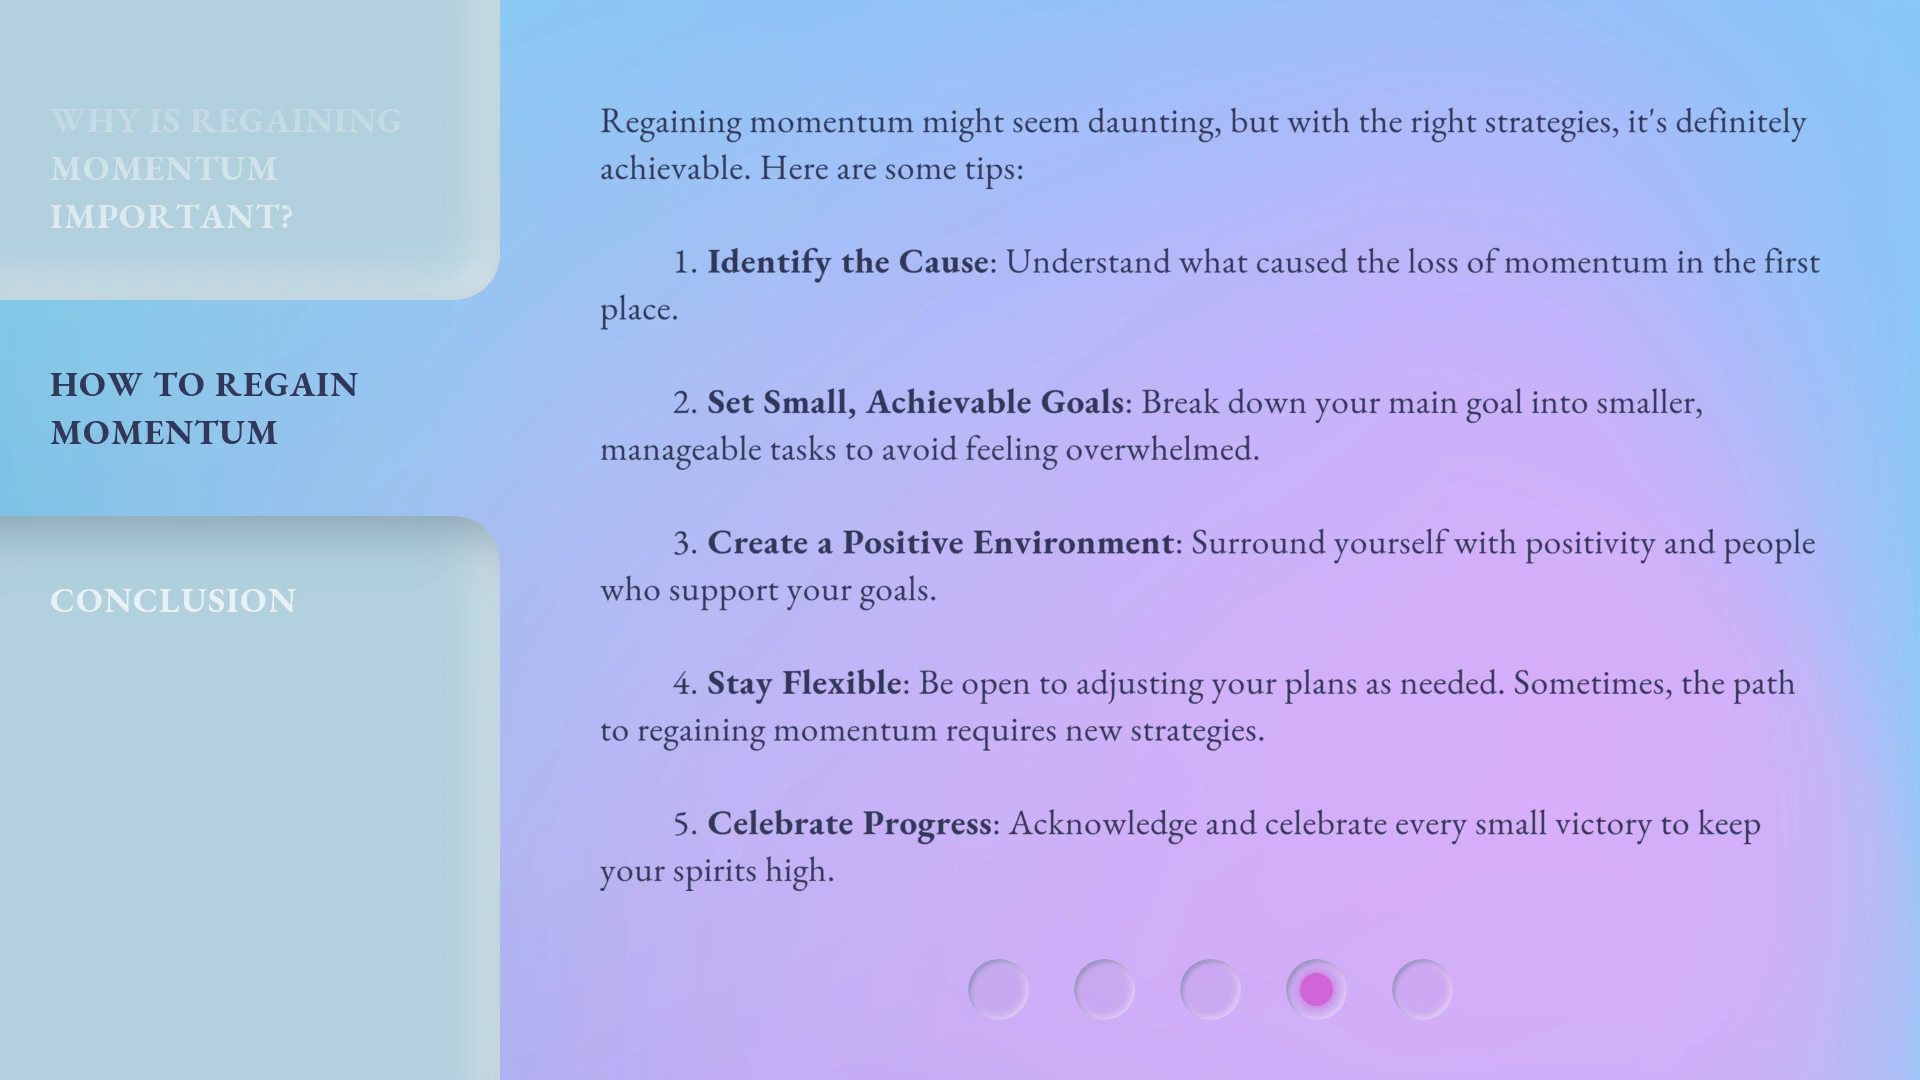 WHY IS REGAINING
MOMENTUM
IMPORTANT?
HOW TO REGAIN
MOMENTUM
CONCLUSION
Regaining momentum might seem daunting, but with the right strategies, it's definitely
achievable. Here are some tips:
1. Identify the Cause: Understand what caused the loss of momentum in the first
place.
2. Set Small, Achievable Goals: Break down your main goal into smaller,
manageable tasks to avoid feeling overwhelmed.
3. Create a Positive Environment: Surround yourself with positivity and people
who support your goals.
4. Stay Flexible: Be open to adjusting your plans as needed. Sometimes, the path
to regaining momentum requires new strategies.
5. Celebrate Progress: Acknowledge and celebrate every small victory to keep
your spirits high.